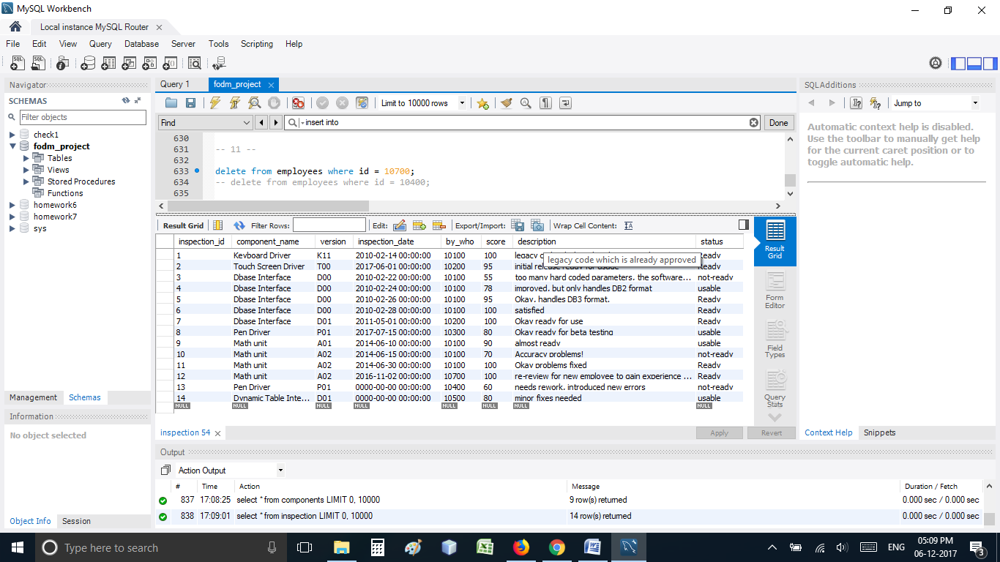 MySQL Workbench
Local instance MySQL Router
File Edit View Query Database Server Tools Scripting Help
Navigator
SCHEMAS
Filter objects
check1
fodm_project
Tables
Views
Stored Procedures
Functions
homework6
homework7
sys
Management Schemas
Information
No object selected
Object Info Session
Query 1 fodm_project
Limit to 10000 rows
Find insert into Done
630
631 -- 11 --
632
633 delete from employees where id = 10700;
634 -- delete from employees where id = 10400;
635
Result Grid Filter Rows: Edit: Export/Import: Wrap Cell Content:
inspection_id component_name version inspection_date by_who score description status
1 Keyboard Driver K11 2010-02-14 00:00:00 10100 100 legacy Ready
legacy code which is already approved
2 Touch Screen Driver T00 2017-06-01 00:00:00 10200 95 initial release ready for usage Ready
3 Dbase Interface D00 2010-02-22 00:00:00 10100 55 too many hard coded parameters, the software... not-ready
4 Dbase Interface D00 2010-02-24 00:00:00 10100 78 improved, but only handles DB2 format usable
5 Dbase Interface D00 2010-02-26 00:00:00 10100 95 Okay, handles DB3 format. Ready
6 Dbase Interface D00 2010-02-28 00:00:00 10100 100 satisfied Ready
7 Dbase Interface D01 2011-05-01 00:00:00 10200 100 Okay ready for use Ready
8 Pen Driver P01 2017-07-15 00:00:00 10300 80 Okay ready for beta testing usable
9 Math unit A01 2014-06-10 00:00:00 10100 90 almost ready usable
10 Math unit A02 2014-06-15 00:00:00 10100 70 Accuracy problems! not-ready
11 Math unit A02 2014-06-30 00:00:00 10100 100 Okay problems fixed Ready
12 Math unit A02 2016-11-02 00:00:00 10700 100 re-review for new employee to gain experience ... Ready
13 Pen Driver P01 0000-00-00 00:00:00 10400 60 needs rework, introduced new errors not-ready
14 Dynamic Table Inte... D01 0000-00-00 00:00:00 10500 80 minor fixes needed usable
NULL NULL NULL NULL NULL NULL NULL NULL
Result Grid
Form Editor
Field Types
Query Stats
inspection 54 Apply Revert
SQLAdditions
Jump to
Automatic context help is disabled.
Use the toolbar to manually get help
for the current caret position or to
toggle automatic help.
Context Help Snippets
Output
Action Output
# Time Action Message Duration / Fetch
837 17:08:25 select * from components LIMIT 0, 10000 9 row(s) returned 0.000 sec / 0.000 sec
838 17:09:01 select * from inspection LIMIT 0, 10000 14 row(s) returned 0.000 sec / 0.000 sec
Type here to search
ENG
05:09 PM
06-12-2017
3